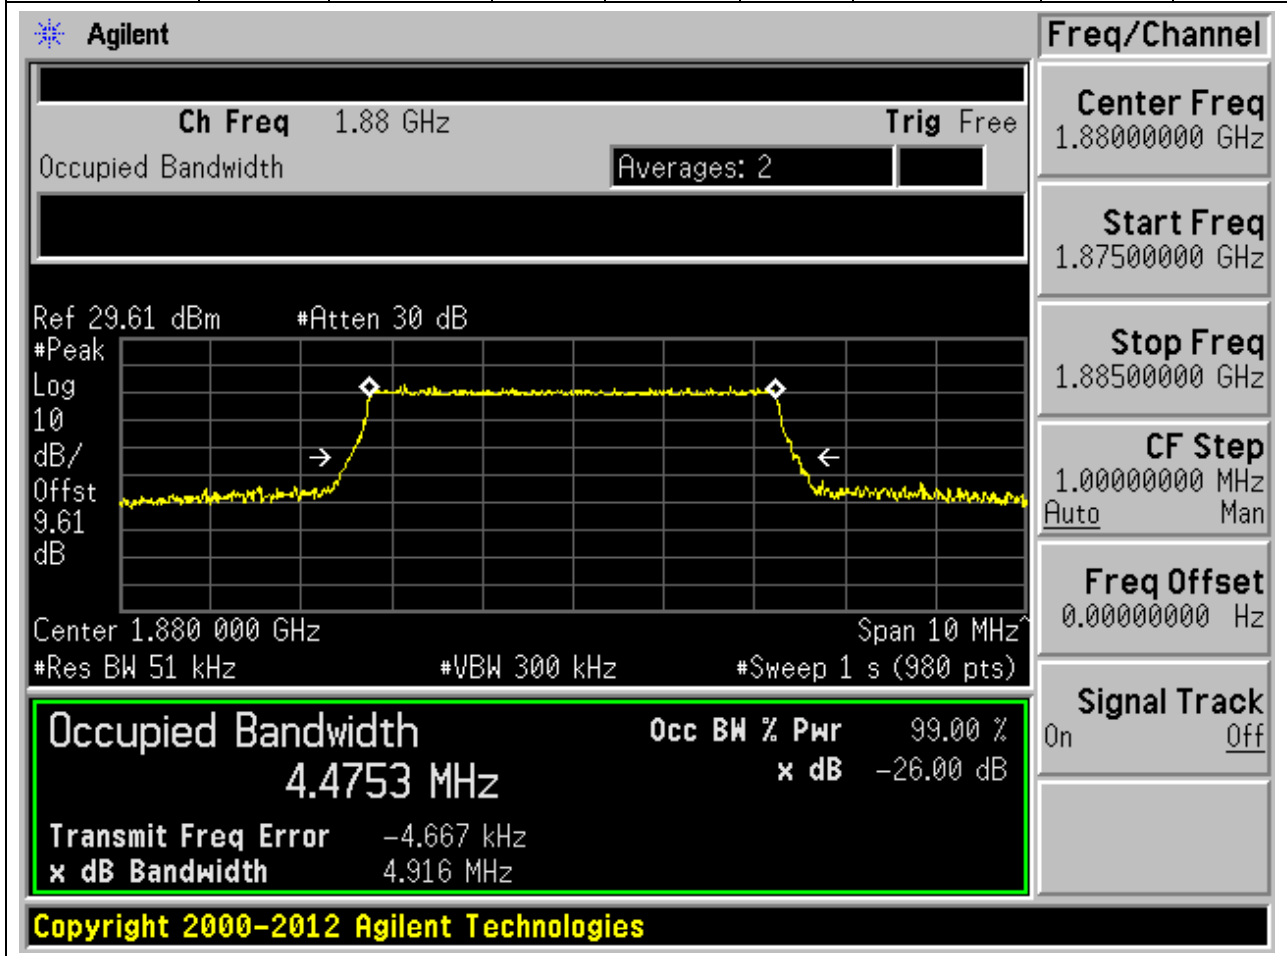 Agilent
Freq/Channel
Ch Freq 1.88 GHz Trig Free
Occupied Bandwidth Averages: 2
Center Freq
1.88000000 GHz
Start Freq
1.87500000 GHz
Stop Freq
1.88500000 GHz
CF Step
1.00000000 MHz
Auto Man
Freq Offset
0.00000000 Hz
Signal Track
On Off
Ref 29.61 dBm #Atten 30 dB
#Peak
Log
10
dB/
Offst
9.61
dB
Center 1.880 000 GHz Span 10 MHz^
#Res BW 51 kHz #VBW 300 kHz #Sweep 1 s (980 pts)
Occupied Bandwidth Occ BW % Pwr 99.00 %
4.4753 MHz x dB -26.00 dB
Transmit Freq Error -4.667 kHz
x dB Bandwidth 4.916 MHz
Copyright 2000-2012 Agilent Technologies